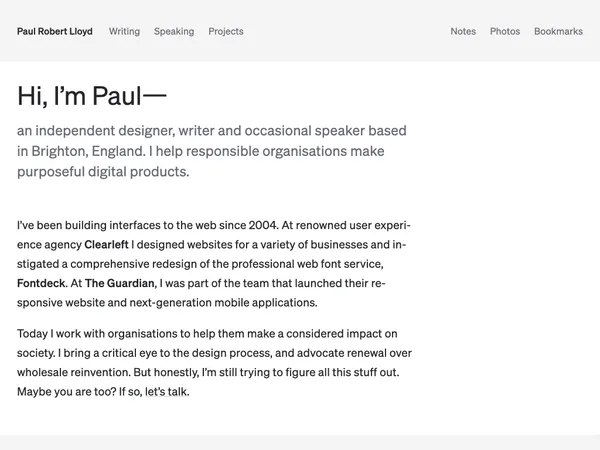 Paul Robert Lloyd Writing Speaking Projects Notes Photos Bookmarks
Hi, I’m Paul—
an independent designer, writer and occasional speaker based
in Brighton, England. I help responsible organisations make
purposeful digital products.
I’ve been building interfaces to the web since 2004. At renowned user experi-
ence agency Clearleft I designed websites for a variety of businesses and in-
stigated a comprehensive redesign of the professional web font service,
Fontdeck. At The Guardian, I was part of the team that launched their re-
sponsive website and next-generation mobile applications.
Today I work with organisations to help them make a considered impact on
society. I bring a critical eye to the design process, and advocate renewal over
wholesale reinvention. But honestly, I’m still trying to figure all this stuff out.
Maybe you are too? If so, let’s talk.